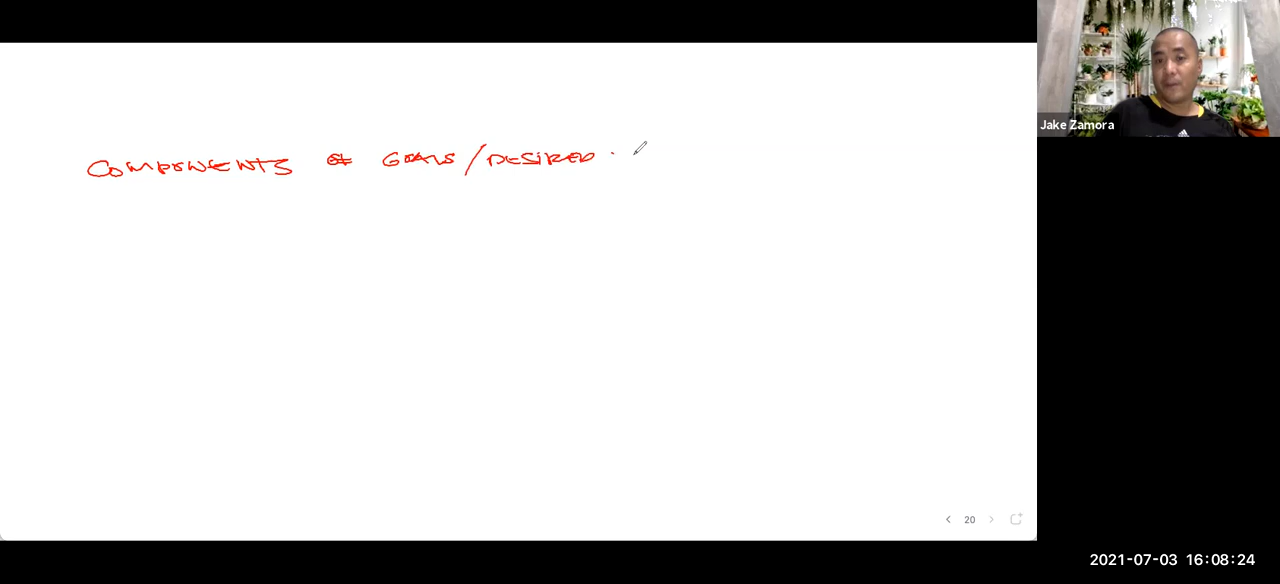 COMPONENTS OF GOALS/DESIRED
Jake Zamora
20
2021-07-03 16:08:24